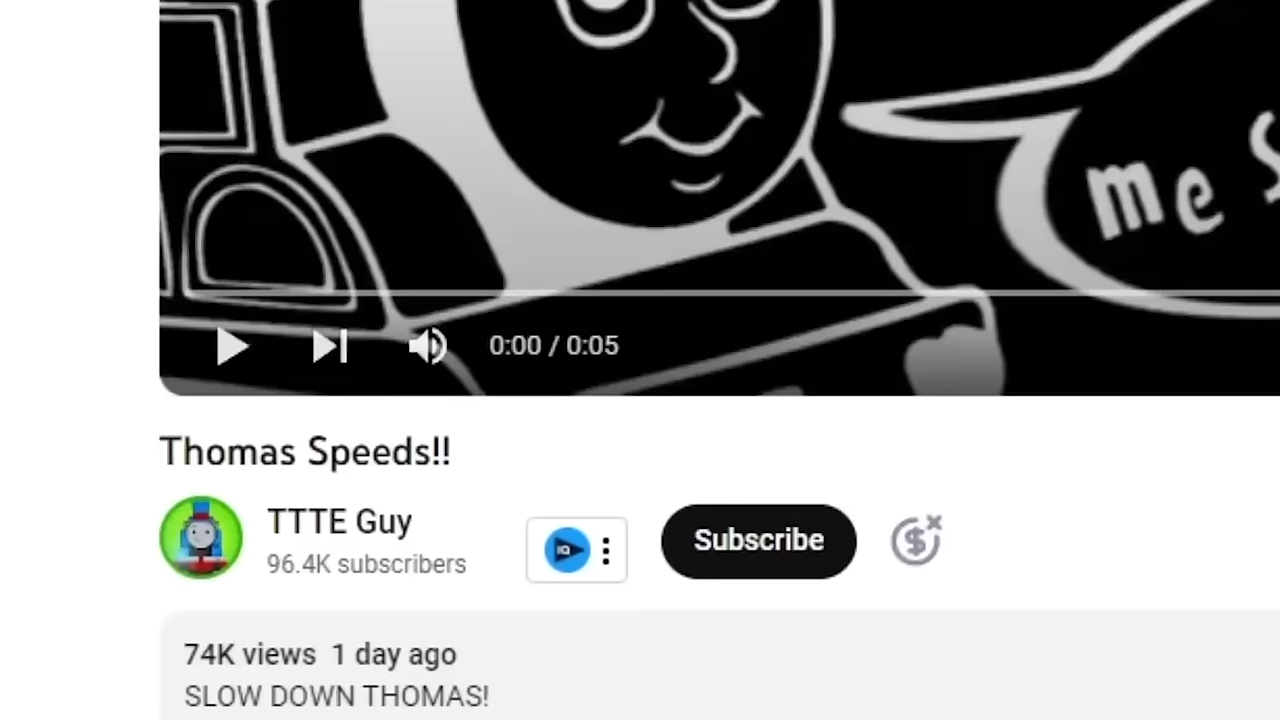 me
0:00 / 0:05
Thomas Speeds!!
TTTE Guy
96.4K subscribers
Subscribe
74K views 1 day ago
SLOW DOWN THOMAS!